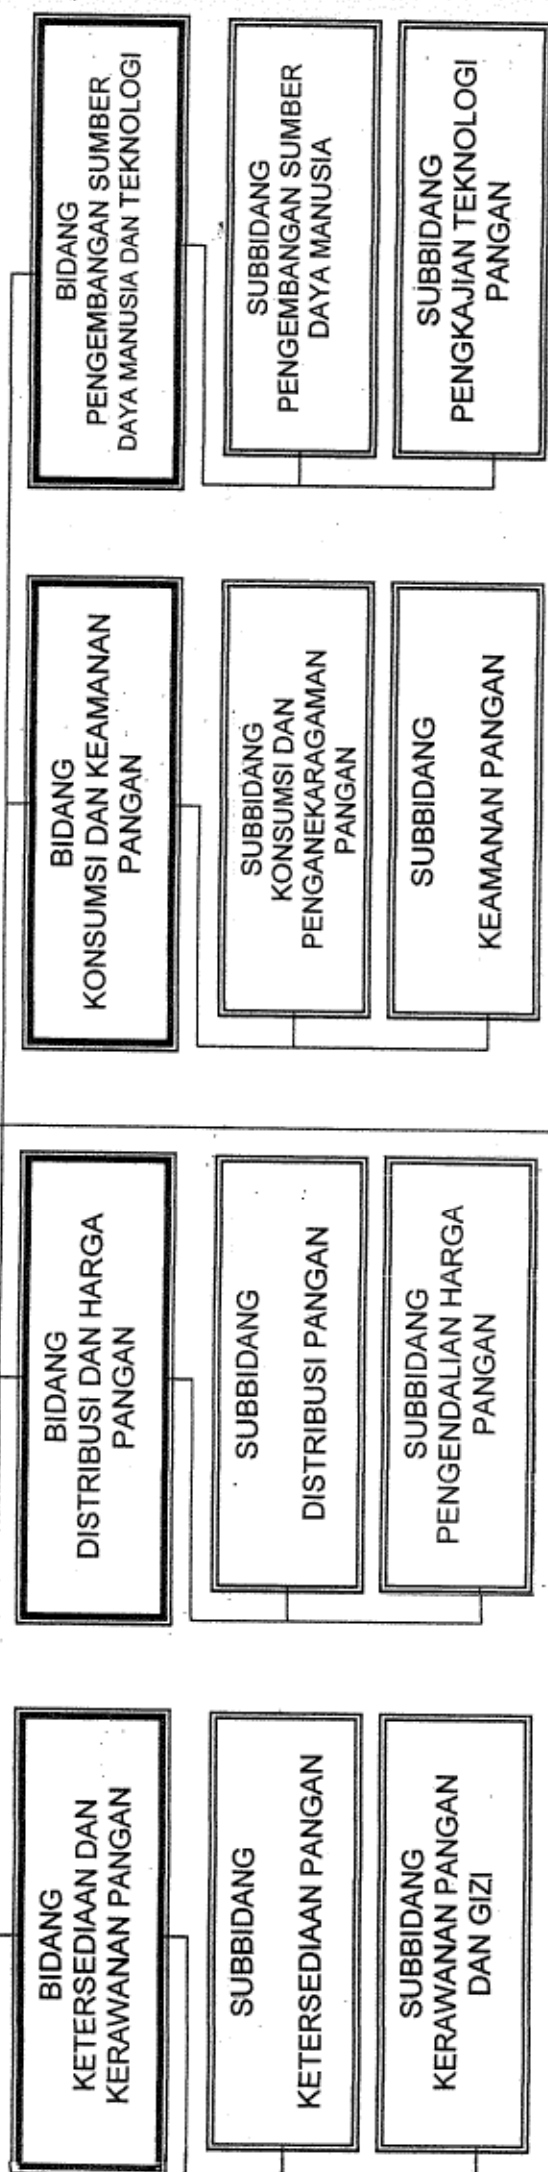 BIDANG
KETERSEDIAAN DAN
KERAWANAN PANGAN
SUBBIDANG
KETERSEDIAAN PANGAN
SUBBIDANG
KERAWANAN PANGAN
DAN GIZI
BIDANG
DISTRIBUSI DAN HARGA
PANGAN
SUBBIDANG
DISTRIBUSI PANGAN
SUBBIDANG
PENGENDALIAN HARGA
PANGAN
BIDANG
KONSUMSI DAN KEAMANAN
PANGAN
SUBBIDANG
KONSUMSI DAN
PENGANEKARAGAMAN
PANGAN
SUBBIDANG
KEAMANAN PANGAN
BIDANG
PENGEMBANGAN SUMBER
DAYA MANUSIA DAN TEKNOLOGI
SUBBIDANG
PENGEMBANGAN SUMBER
DAYA MANUSIA
SUBBIDANG
PENGKAJIAN TEKNOLOGI
PANGAN